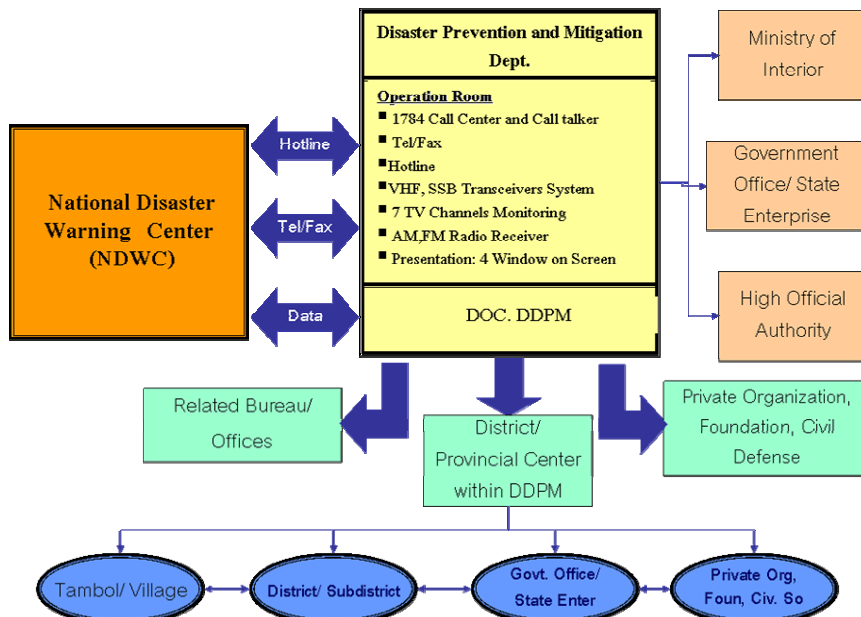 Disaster Prevention and Mitigation
Dept.
Operation Room
▪ 1784 Call Center and Call talker
▪ Tel/Fax
▪Hotline
▪VHF, SSB Transceivers System
▪ 7 TV Channels Monitoring
▪ AM,FM Radio Receiver
▪ Presentation: 4 Window on Screen
DOC. DDPM
National Disaster
Warning Center
(NDWC)
Hotline
Tel/Fax
Data
Ministry of
Interior
Government
Office/ State
Enterprise
High Official
Authority
Related Bureau/
Offices
District/
Provincial Center
within DDPM
Private Organization,
Foundation, Civil
Defense
Tambol/ Village
District/ Subdistrict
Govt. Office/
State Enter
Private Org,
Foun, Civ. So